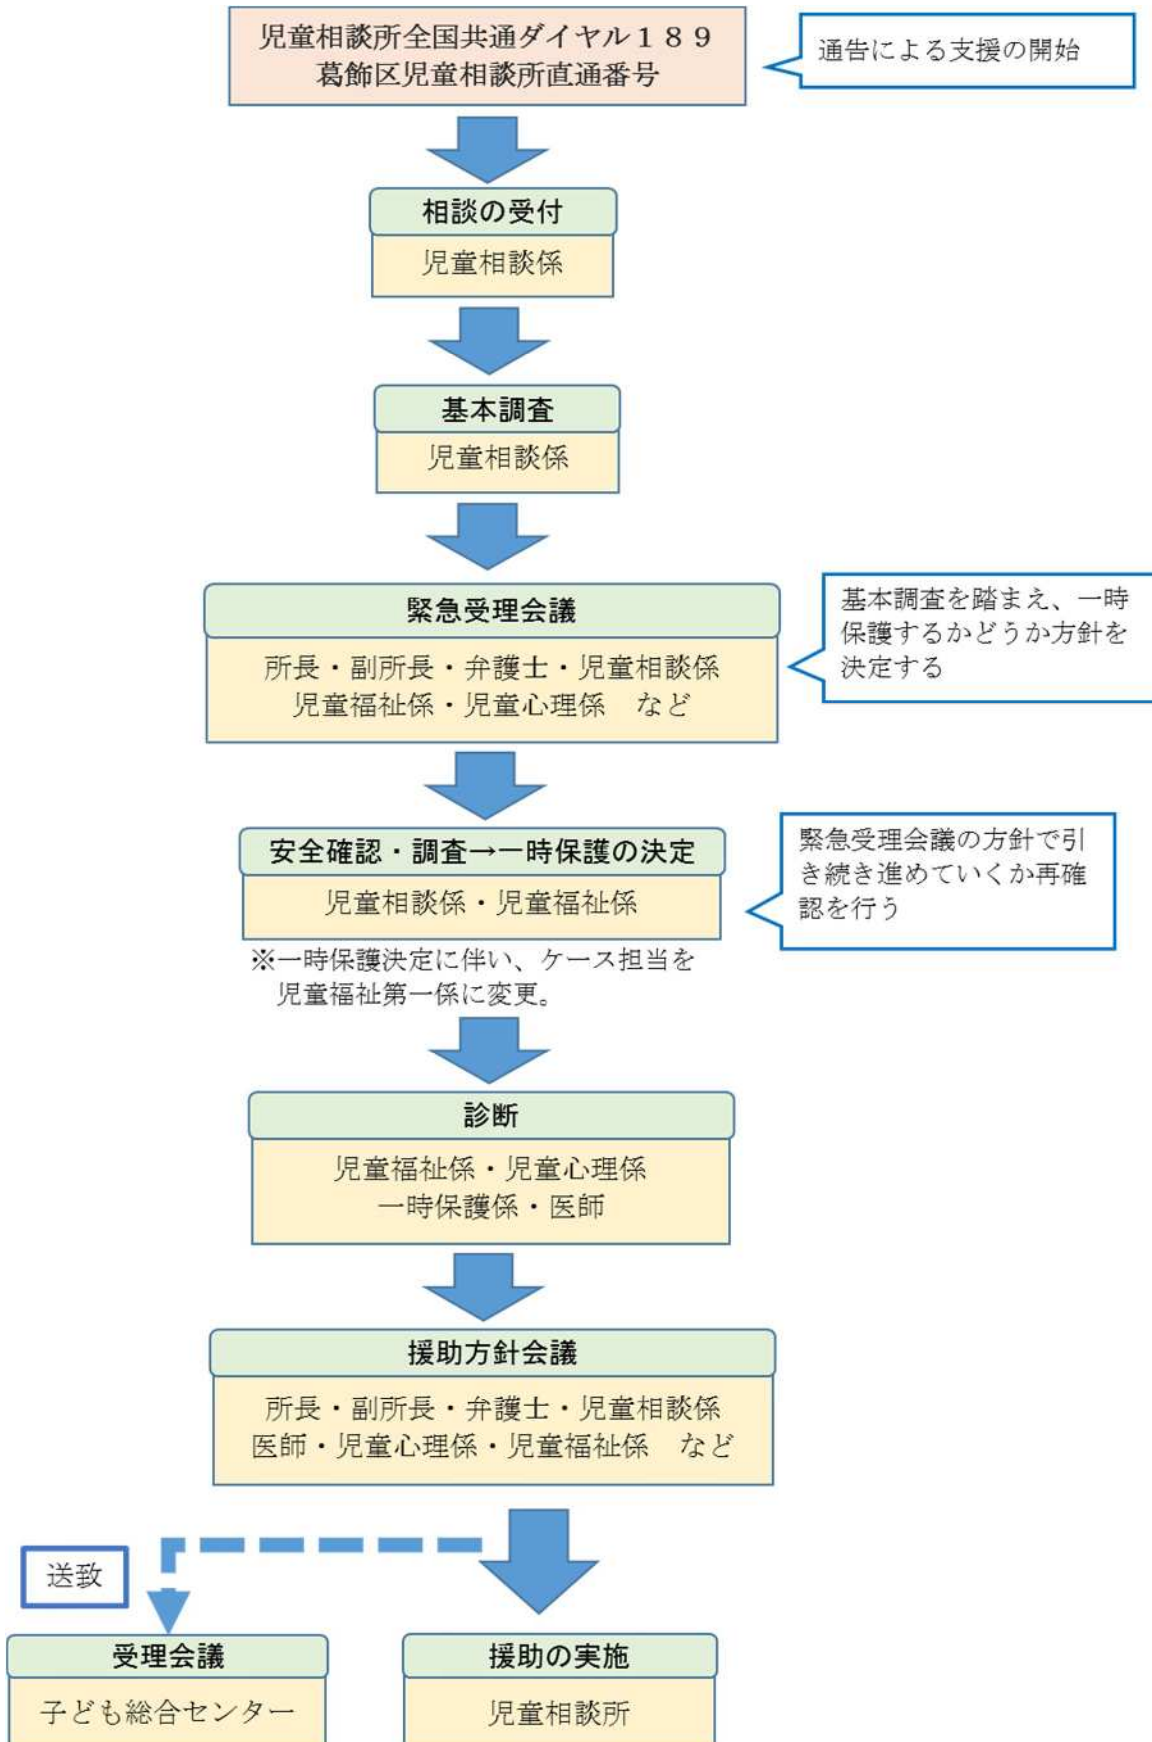 児童相談所全国共通ダイヤル１８９
葛飾区児童相談所直通番号
通告による支援の開始
相談の受付
児童相談係
基本調査
児童相談係
緊急受理会議
所長・副所長・弁護士・児童相談係
児童福祉係・児童心理係　など
基本調査を踏まえ、一時
保護するかどうか方針を
決定する
安全確認・調査→一時保護の決定
児童相談係・児童福祉係
※一時保護決定に伴い、ケース担当を
児童福祉第一係に変更。
緊急受理会議の方針で引
き続き進めていくか再確
認を行う
診断
児童福祉係・児童心理係
一時保護係・医師
援助方針会議
所長・副所長・弁護士・児童相談係
医師・児童心理係・児童福祉係　など
送致
受理会議
子ども総合センター
援助の実施
児童相談所